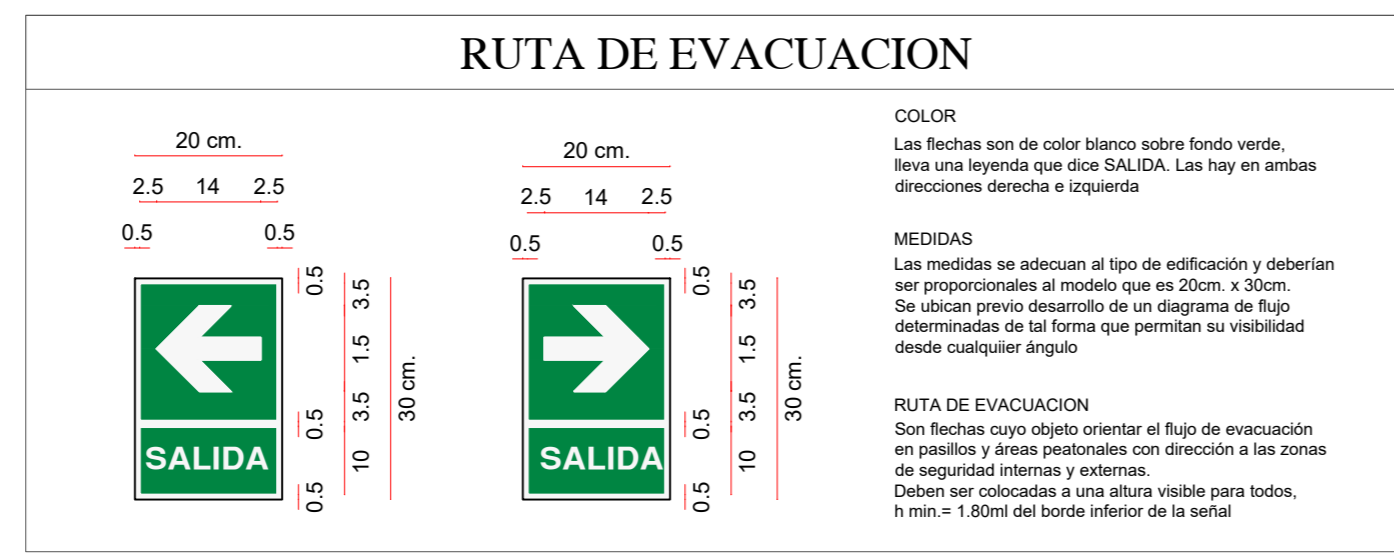 RUTA DE EVACUACION
20 cm.
2.5 14 2.5
0.5 0.5
0.5
3.5
1.5
0.5
3.5
10
0.5
30 cm.
SALIDA
20 cm.
2.5 14 2.5
0.5 0.5
0.5
3.5
1.5
0.5
3.5
10
0.5
30 cm.
SALIDA
COLOR
Las flechas son de color blanco sobre fondo verde,
lleva una leyenda que dice SALIDA. Las hay en ambas
direcciones derecha e izquierda
MEDIDAS
Las medidas se adecuan al tipo de edificación y deberían
ser proporcionales al modelo que es 20cm. x 30cm.
Se ubican previo desarrollo de un diagrama de flujo
determinadas de tal forma que permitan su visibilidad
desde cualquiier ángulo
RUTA DE EVACUACION
Son flechas cuyo objeto orientar el flujo de evacuación
en pasillos y áreas peatonales con dirección a las zonas
de seguridad internas y externas.
Deben ser colocadas a una altura visible para todos,
h min.= 1.80ml del borde inferior de la señal